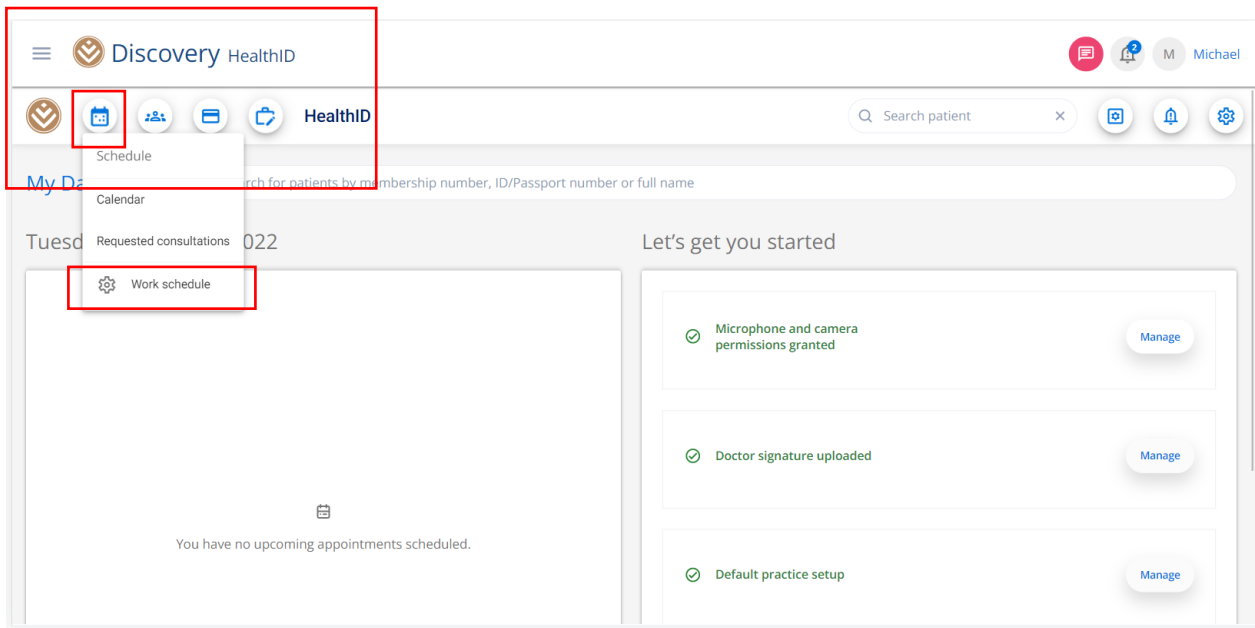 Discovery HealthID
2
M
Michael
HealthID
Search patient
Schedule
My Da
rch for patients by membership number, ID/Passport number or full name
Calendar
Tuesd
Requested consultations
022
Let's get you started
Work schedule
Microphone and camera
permissions granted
Manage
Doctor signature uploaded
Manage
You have no upcoming appointments scheduled.
Default practice setup
Manage